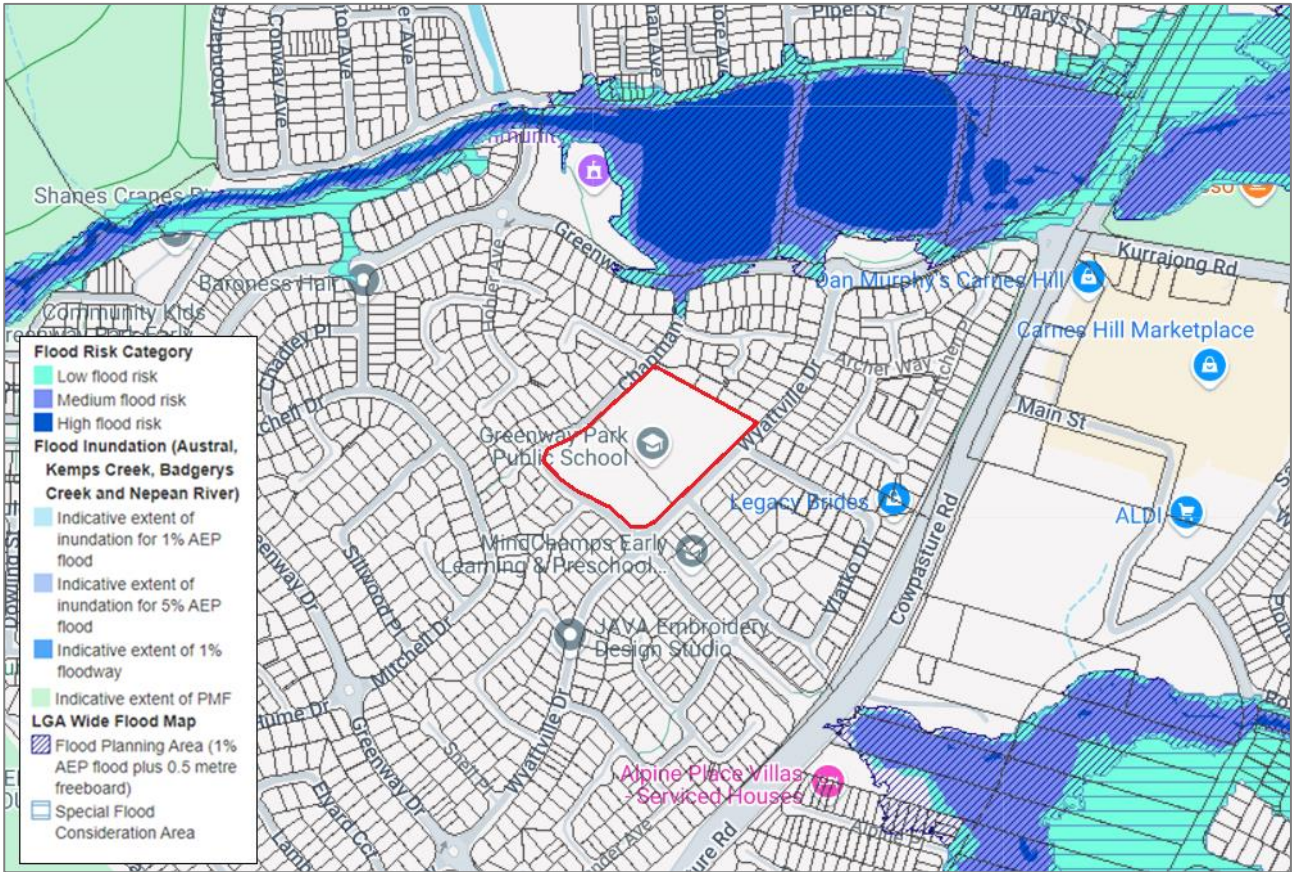 Piper St
St Marys St
Conway Ave
Shanes Cranes
Baroness Hair
Hobler Ave
Kurrajong Rd
Dan Murphy's Carnes Hill
Community Kids
Carnes Hill Marketplace
Archer Way
Chapman
Wyattville Dr
Main St
Greenway Park
Public School
Legacy Brides
ALDI
Sillwood Pl
MindChamps Early
Learning & Preschool...
Vlatko Dr
Cowpasture Rd
JAVA Embroidery
Design Studio
Mitchell Dr
Wyattville Dr
Greenway Dr
Alpine Place Villas
- Serviced Houses
Elyard Cct
Flood Risk Category
Low flood risk
Medium flood risk
High flood risk
Flood Inundation (Austral,
Kemps Creek, Badgerys
Creek and Nepean River)
Indicative extent of
inundation for 1% AEP
flood
Indicative extent of
inundation for 5% AEP
flood
Indicative extent of 1%
floodway
Indicative extent of PMF
LGA Wide Flood Map
Flood Planning Area (1%
AEP flood plus 0.5 metre
freeboard)
Special Flood
Consideration Area